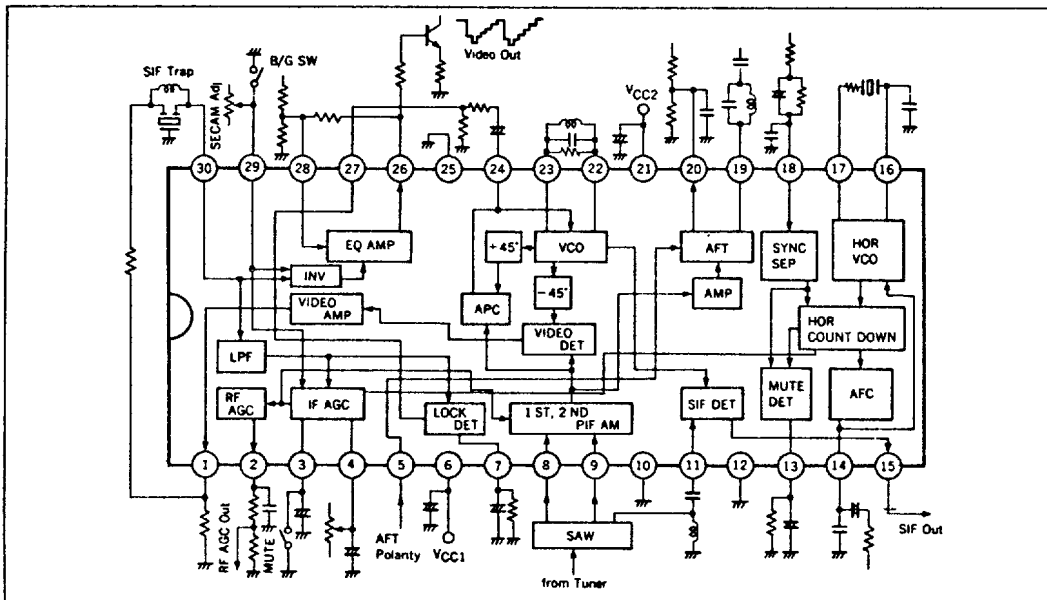 Video Out
SIF Trap
B/G SW
SECAM Adj
VCC2
30 29 28 27 26 25 24 23 22 21 20 19 18 17 16
EQ AMP
+45°
VCO
AFT
SYNC
SEP
HOR
VCO
INV
-45°
AMP
VIDEO
AMP
APC
VIDEO
DET
HOR
COUNT DOWN
LPF
RF
AGC
IF AGC
LOCK
DET
1 ST, 2 ND
PIF AM
SIF DET
MUTE
DET
AFC
1 2 3 4 5 6 7 8 9 10 11 12 13 14 15
RF AGC Out
MUTE
AFT
Polanty
VCC1
SAW
SIF Out
from Tuner